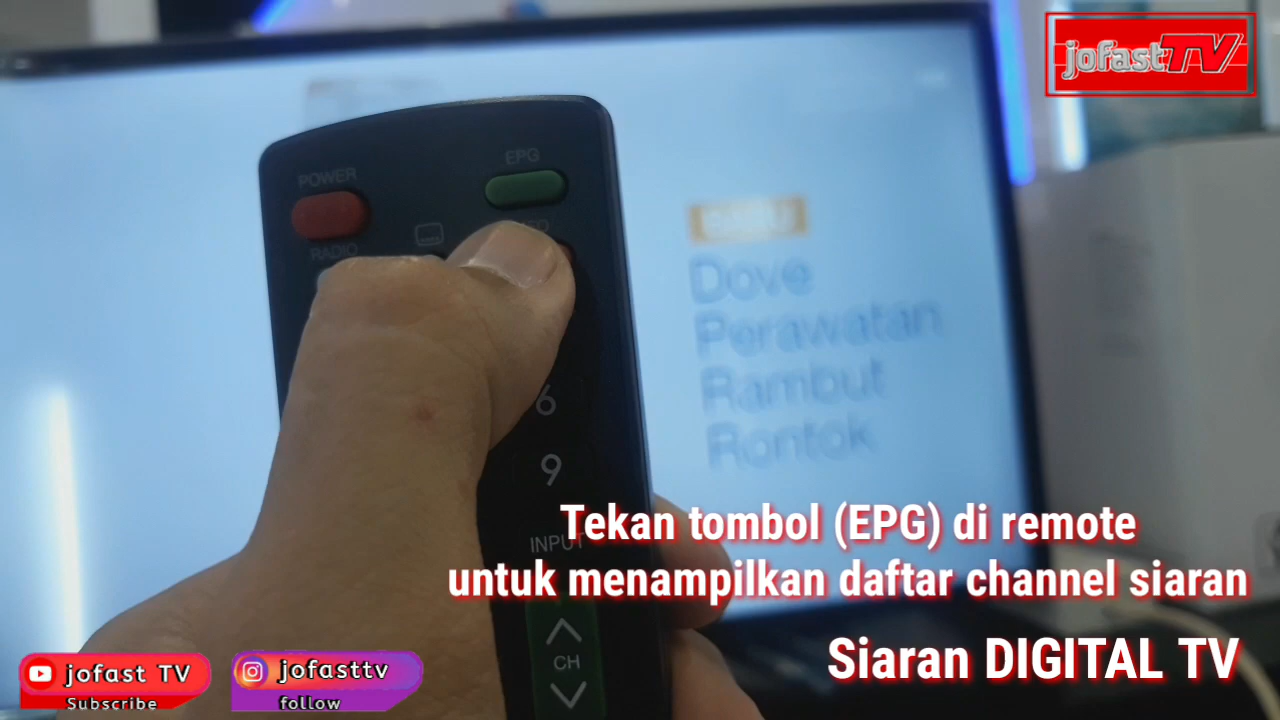 jofastTV
EPG
POWER
RADIO
Dove
Perawatan
Rambut
Rontok
6
9
INPUT
Tekan tombol (EPG) di remote
untuk menampilkan daftar channel siaran
CH
Siaran DIGITAL TV
jofast TV
Subscribe
jofasttv
follow